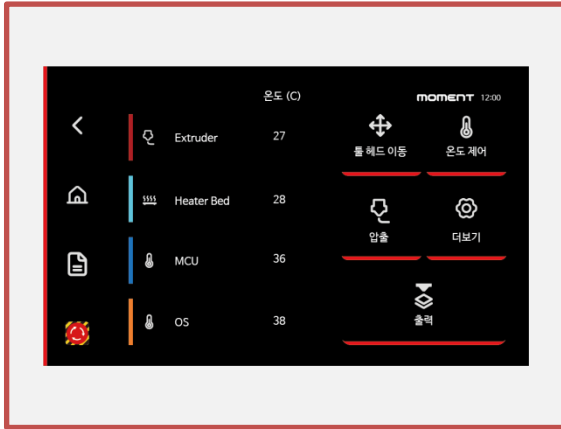 온도 (C)
moment 12:00
Extruder 27
Heater Bed 28
MCU 36
OS 38
툴 헤드 이동
온도 제어
압출
더보기
출력